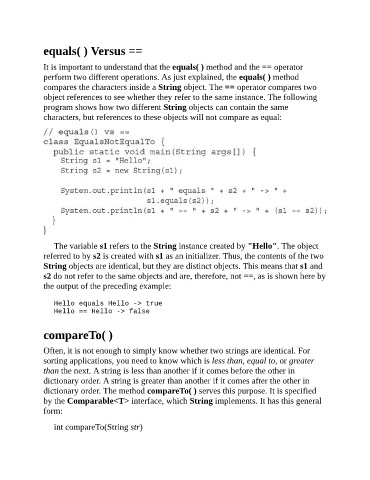 equals( ) Versus ==
It is important to understand that the equals( ) method and the == operator
perform two different operations. As just explained, the equals( ) method
compares the characters inside a String object. The == operator compares two
object references to see whether they refer to the same instance. The following
program shows how two different String objects can contain the same
characters, but references to these objects will not compare as equal:
// equals() vs ==
class EqualsNotEqualTo {
public static void main(String args[]) {
String s1 = "Hello";
String s2 = new String(s1);
System.out.println(s1 + " equals " + s2 + " -> " +
s1.equals(s2));
System.out.println(s1 + " == " + s2 + " -> " + (s1 == s2));
}
}
The variable s1 refers to the String instance created by "Hello". The object
referred to by s2 is created with s1 as an initializer. Thus, the contents of the two
String objects are identical, but they are distinct objects. This means that s1 and
s2 do not refer to the same objects and are, therefore, not ==, as is shown here by
the output of the preceding example:
Hello equals Hello -> true
Hello == Hello -> false
compareTo( )
Often, it is not enough to simply know whether two strings are identical. For
sorting applications, you need to know which is less than, equal to, or greater
than the next. A string is less than another if it comes before the other in
dictionary order. A string is greater than another if it comes after the other in
dictionary order. The method compareTo( ) serves this purpose. It is specified
by the Comparable<T> interface, which String implements. It has this general
form:
int compareTo(String str)